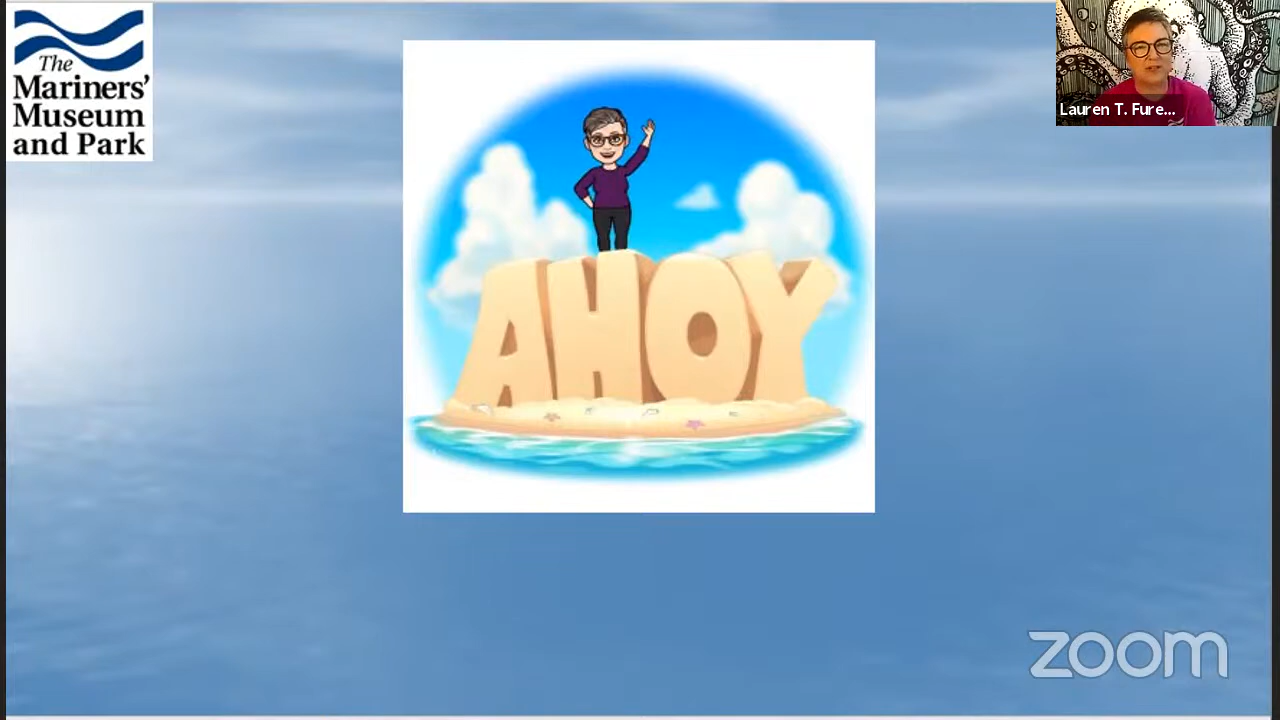 The
Mariners'
Museum
and Park
Lauren T. Fure...
AHOY
zoom